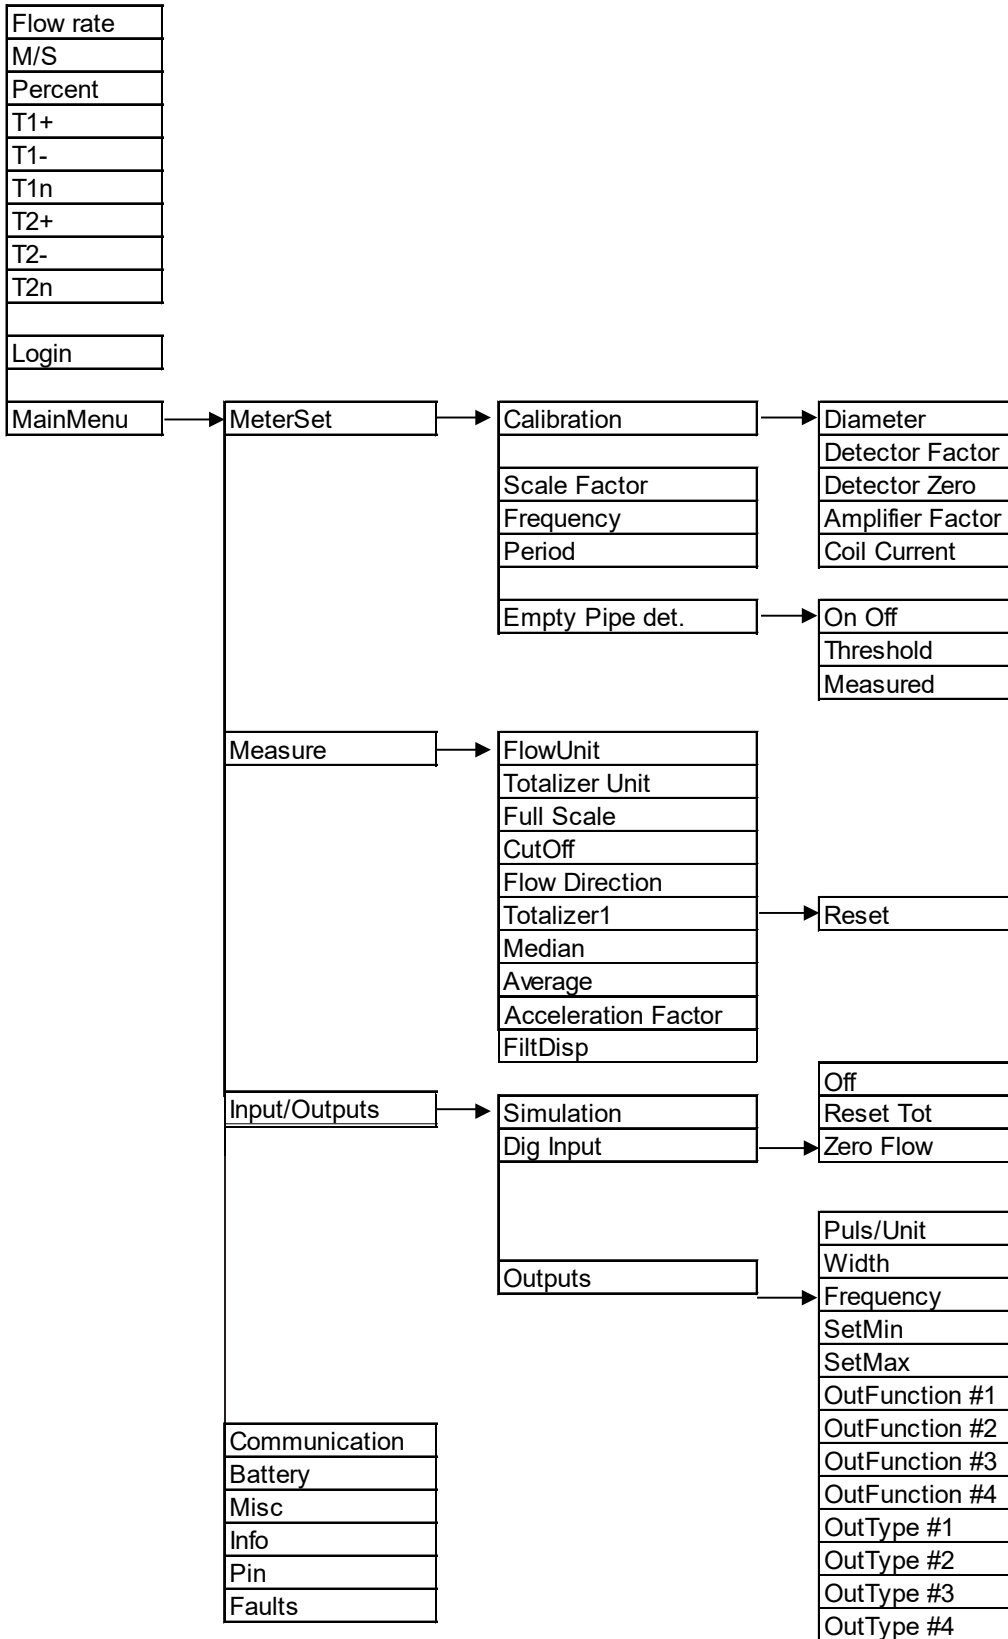 Flow rate
M/S
Percent
T1+
T1-
T1n
T2+
T2-
T2n
Login
MainMenu
MeterSet
Calibration
Diameter
Detector Factor
Scale Factor
Detector Zero
Frequency
Amplifier Factor
Period
Coil Current
Empty Pipe det.
On Off
Threshold
Measured
Measure
FlowUnit
Totalizer Unit
Full Scale
CutOff
Flow Direction
Totalizer1
Reset
Median
Average
Acceleration Factor
FiltDisp
Off
Input/Outputs
Simulation
Reset Tot
Dig Input
Zero Flow
Puls/Unit
Width
Outputs
Frequency
SetMin
SetMax
OutFunction #1
OutFunction #2
Communication
OutFunction #3
Battery
OutFunction #4
Misc
OutType #1
Info
OutType #2
Pin
OutType #3
Faults
OutType #4